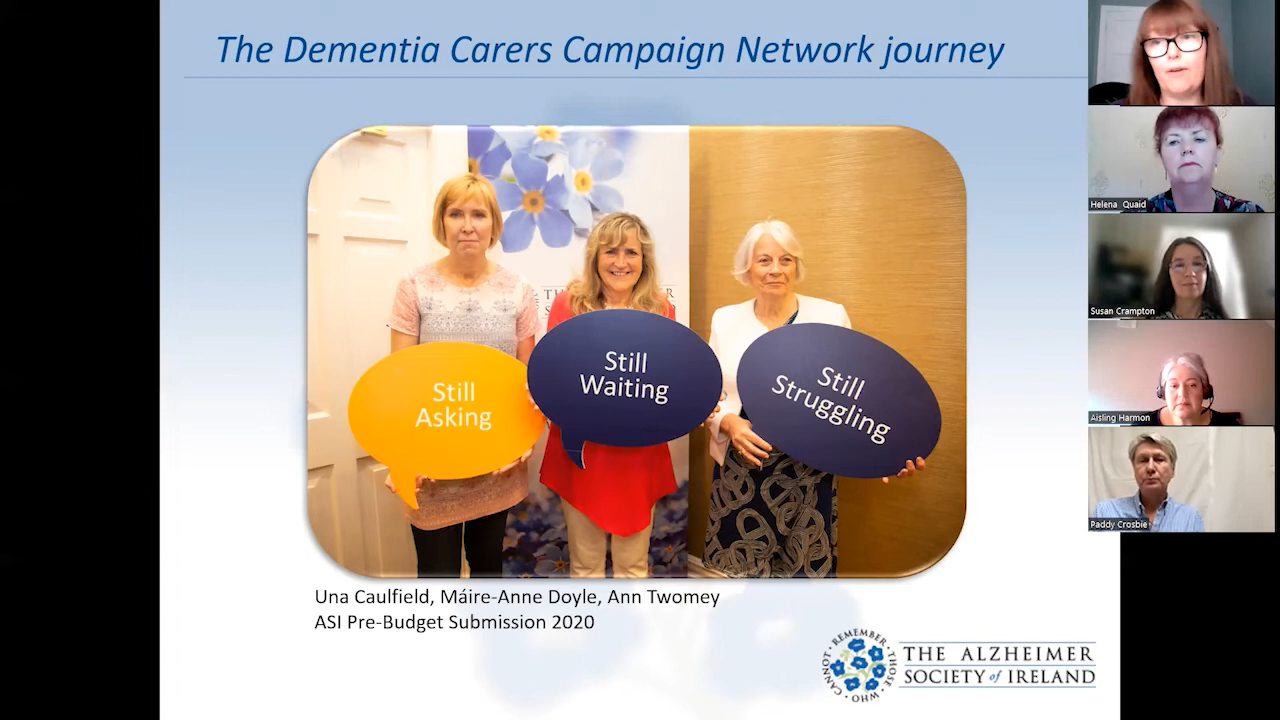 The Dementia Carers Campaign Network journey
Still
Asking
Still
Waiting
Still
Struggling
Una Caulfield, Máire-Anne Doyle, Ann Twomey
ASI Pre-Budget Submission 2020
REMEMBER · THOSE · WHO · CANNOT ·
THE ALZHEIMER
SOCIETY of IRELAND
Helena Quaid
Susan Crampton
Aisling Harmon
Paddy Crosbie